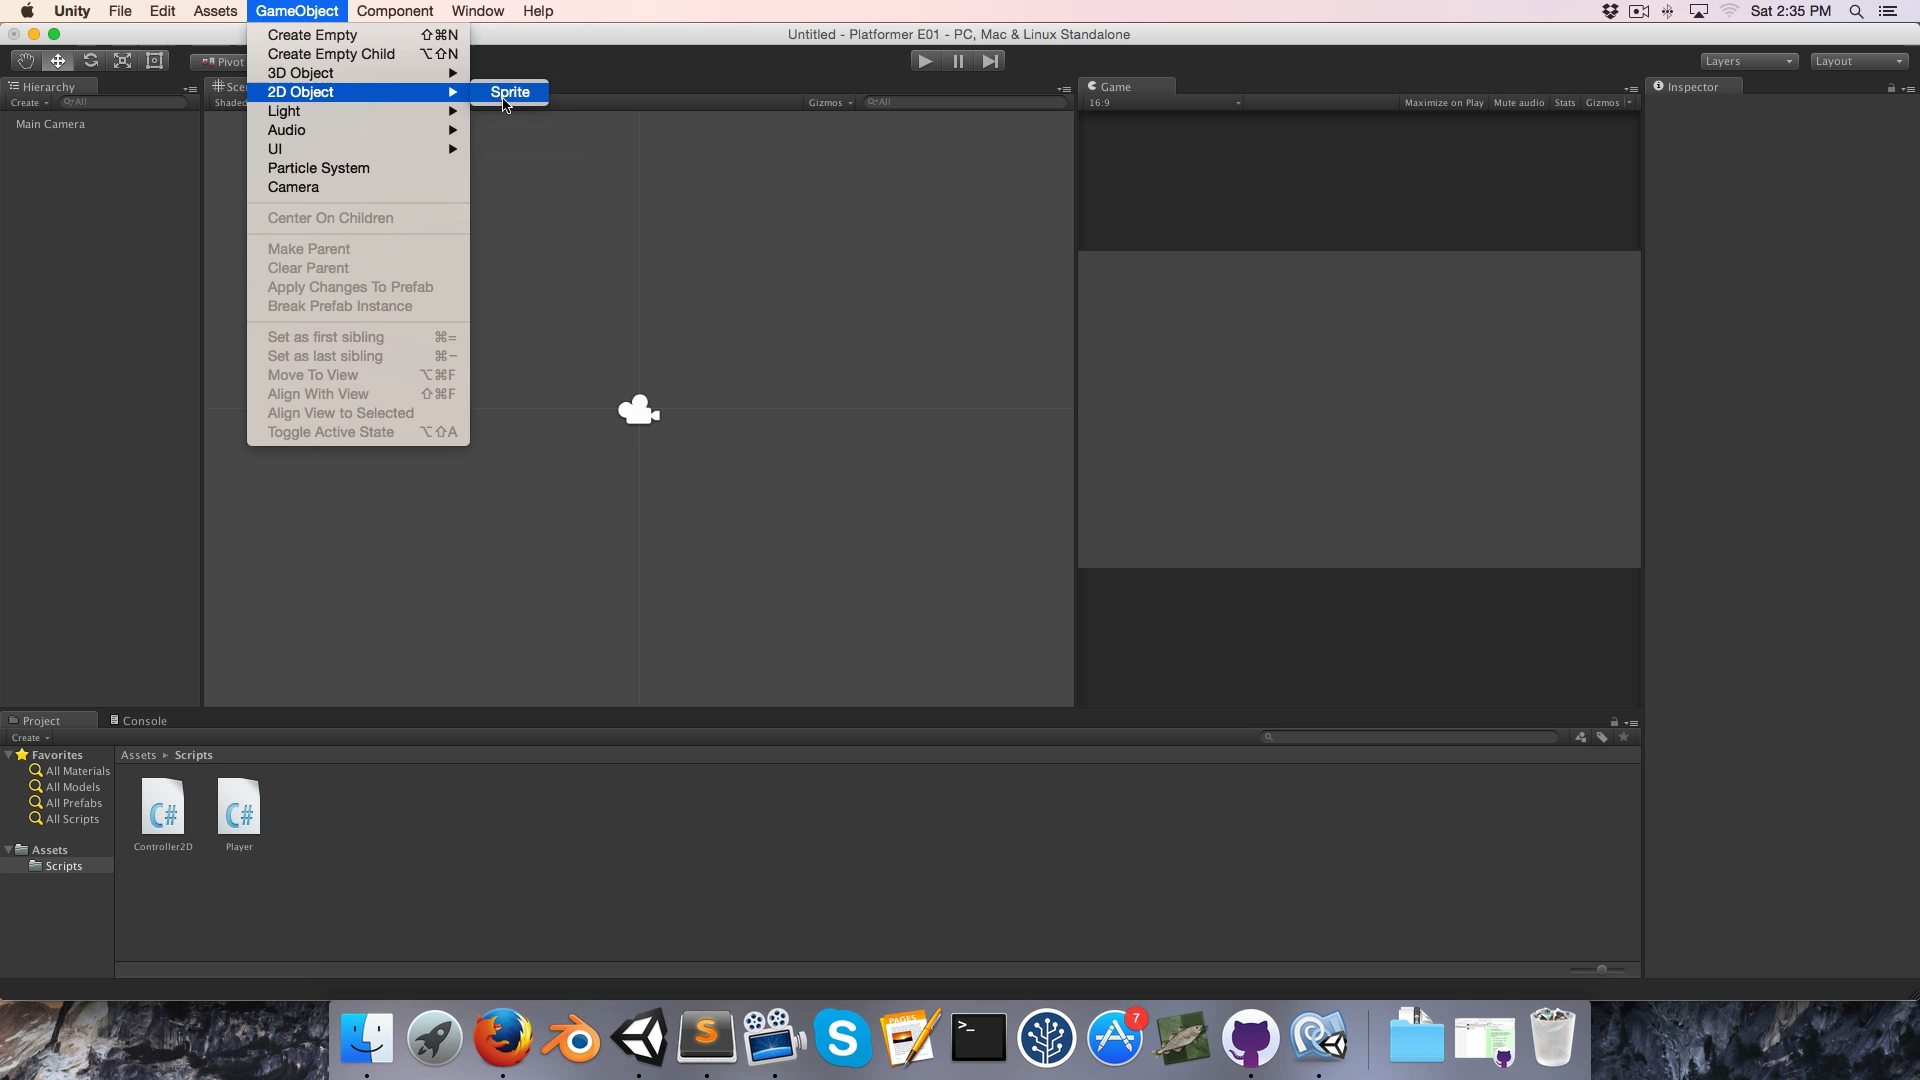 Unity File Edit Assets GameObject Component Window Help Sat 2:35 PM
Untitled - Platformer E01 - PC, Mac & Linux Standalone
Create Empty ⇧⌘N
Create Empty Child ⌥⇧N
3D Object
2D Object
Sprite
Light
Audio
UI
Particle System
Camera
Center On Children
Make Parent
Clear Parent
Apply Changes To Prefab
Break Prefab Instance
Set as first sibling ⌘=
Set as last sibling ⌘-
Move To View ⌥⌘F
Align With View ⇧⌘F
Align View to Selected
Toggle Active State ⌥⇧A
Pivot
Layers
Layout
Hierarchy
Create
All
Main Camera
Shaded
Gizmos
All
Game
16:9
Maximize on Play Mute audio Stats Gizmos
Inspector
Project Console
Create
Favorites
All Materials
All Models
All Prefabs
All Scripts
Assets
Scripts
Assets Scripts
C#
Controller2D
C#
Player
S
S
PAGES
>_
7